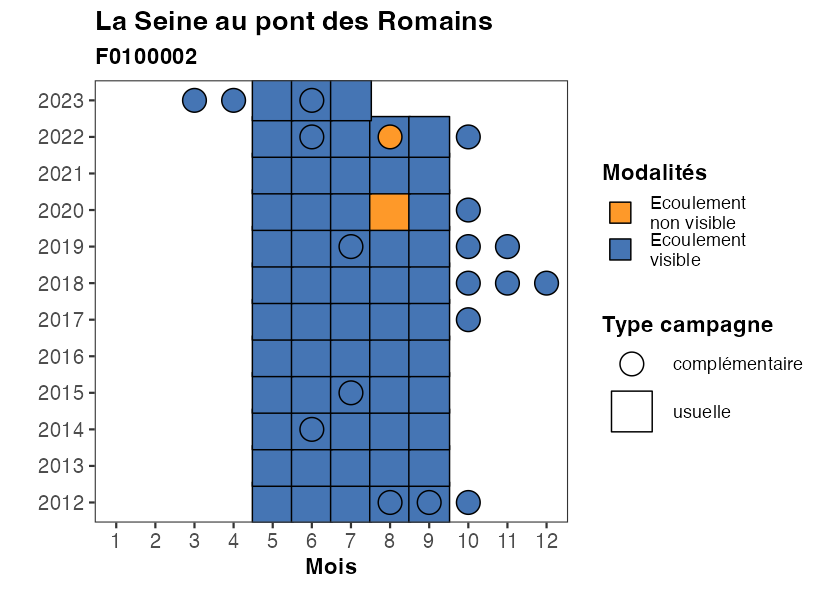 La Seine au pont des Romains
F0100002
2023
2022
2021
2020
2019
2018
2017
2016
2015
2014
2013
2012
1 2 3 4 5 6 7 8 9 10 11 12
Mois
Modalités
Ecoulement
non visible
Ecoulement
visible
Type campagne
complémentaire
usuelle